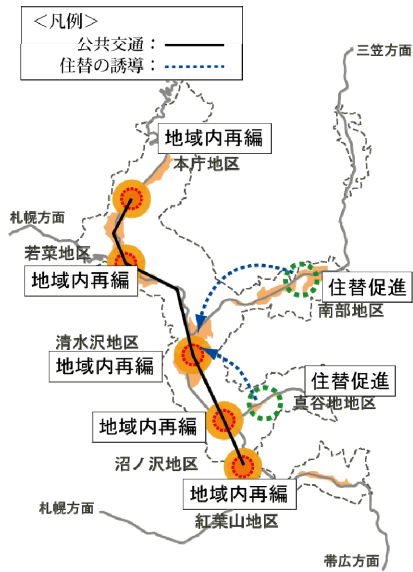 ＜凡例＞
公共交通：
住替の誘導：
三笠方面
地域内再編
本庁地区
札幌方面
若菜地区
地域内再編
住替促進
南部地区
清水沢地区
地域内再編
住替促進
真谷地地区
地域内再編
沼ノ沢地区
地域内再編
紅葉山地区
札幌方面
帯広方面